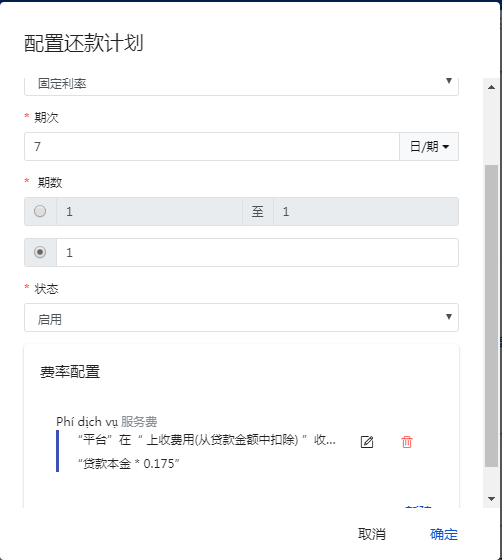 配置还款计划
固定利率
* 期次
7 日/期
* 期数
1 至 1
1
* 状态
启用
费率配置
Phí dịch vụ 服务费
“平台”在“ 上收费用(从贷款金额中扣除) ”收...
“贷款本金 * 0.175”
取消 确定